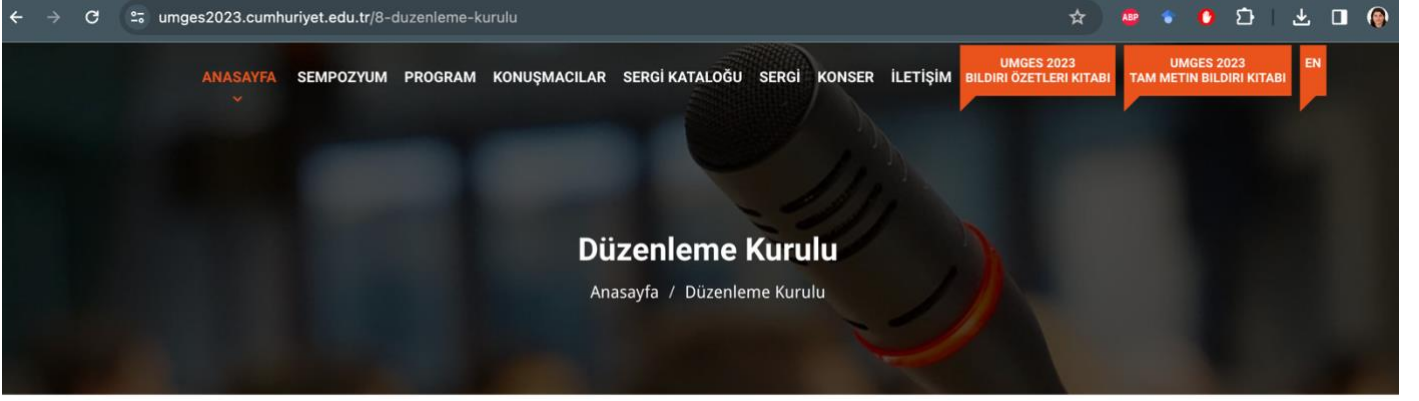 umges2023.cumhuriyet.edu.tr/8-duzenleme-kurulu
ABP
ANASAYFA SEMPOZYUM PROGRAM KONUŞMACILAR SERGİ KATALOĞU SERGİ KONSER İLETİŞİM
UMGES 2023
BILDIRI ÖZETLERI KITABI
UMGES 2023
TAM METIN BILDIRI KITABI
EN
Düzenleme Kurulu
Anasayfa / Düzenleme Kurulu